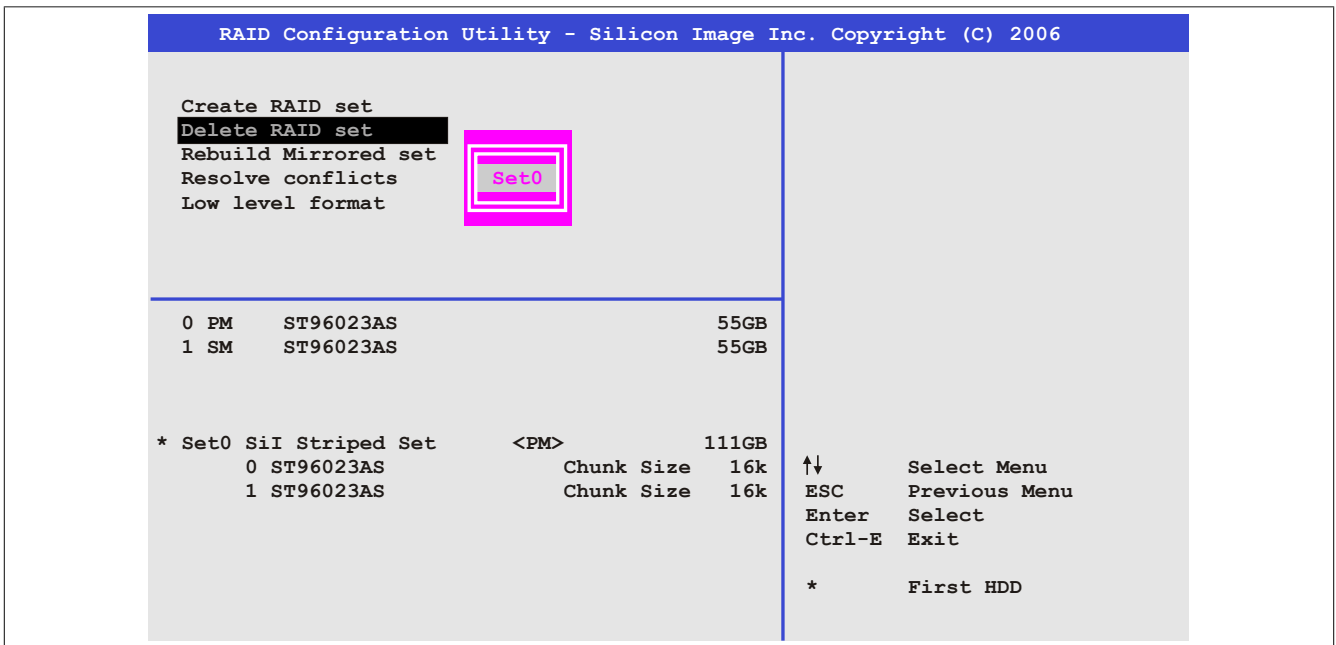 RAID Configuration Utility - Silicon Image Inc. Copyright (C) 2006
Create RAID set
Delete RAID set
Rebuild Mirrored set
Resolve conflicts
Low level format
Set0
0 PM ST96023AS 55GB
1 SM ST96023AS 55GB
* Set0 SiI Striped Set <PM> 111GB
0 ST96023AS Chunk Size 16k
1 ST96023AS Chunk Size 16k
↑↓ Select Menu
ESC Previous Menu
Enter Select
Ctrl-E Exit
* First HDD